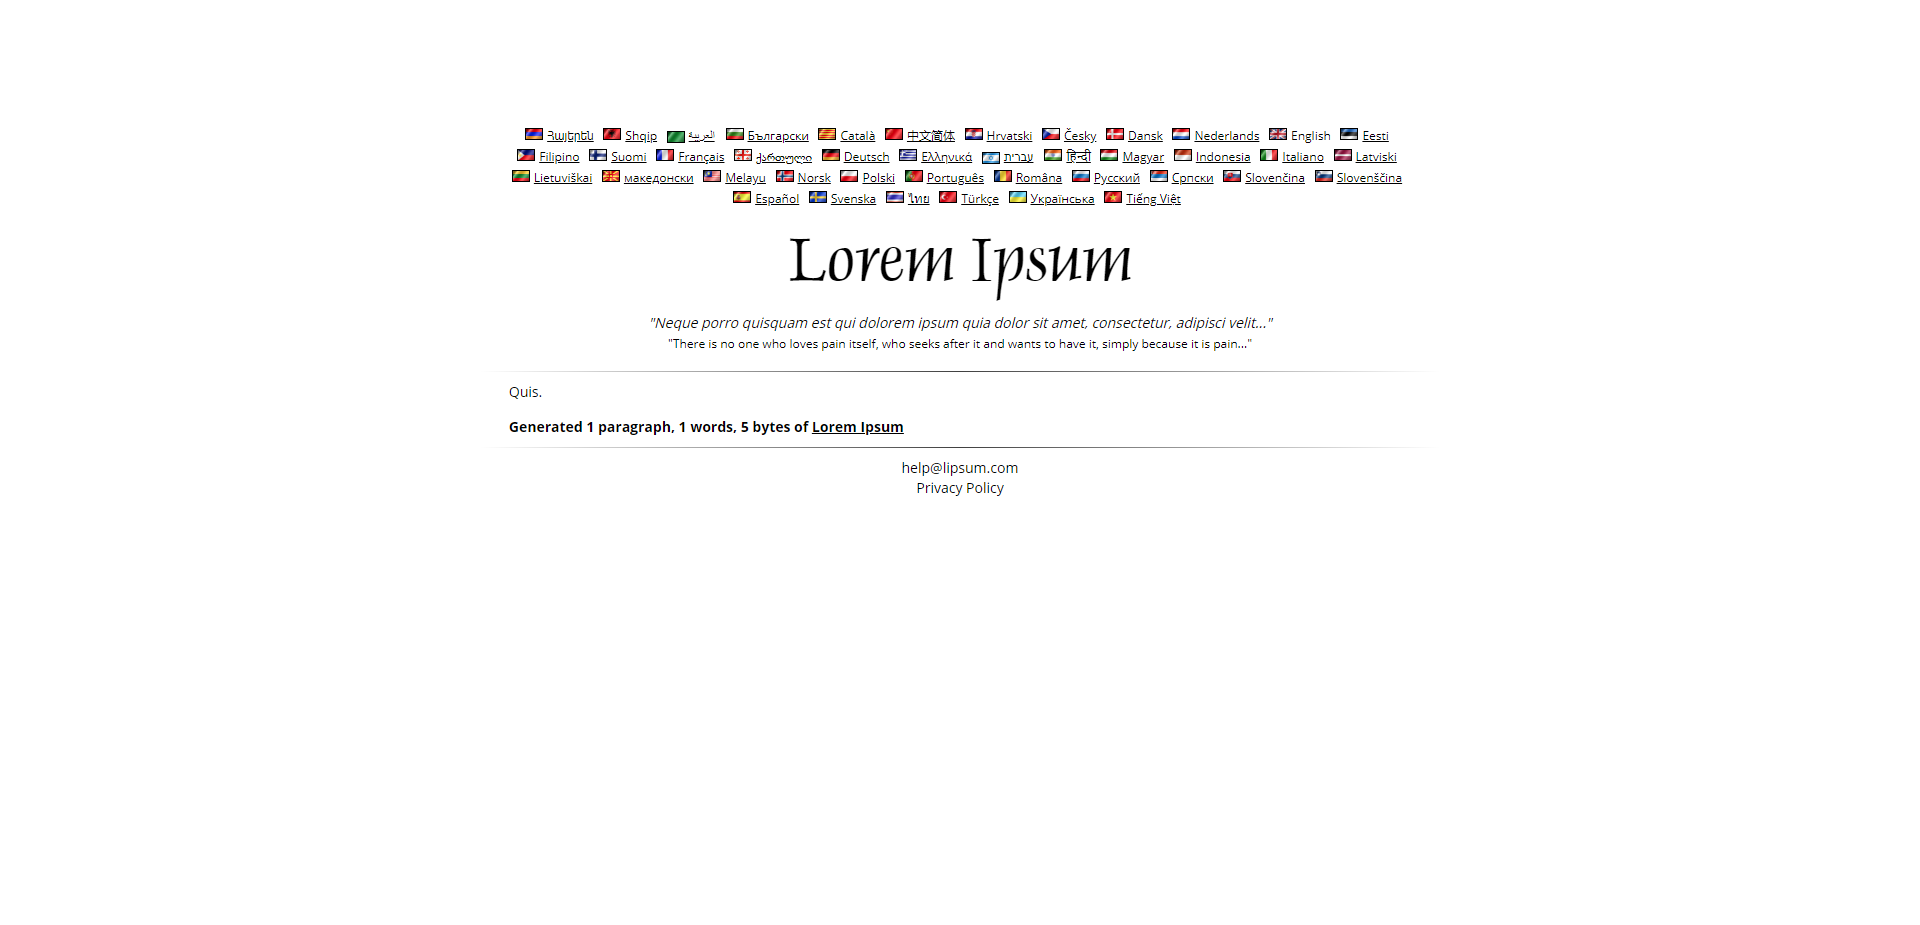 Հայերեն Shqip العربية Български Català 中文简体 Hrvatski Česky Dansk Nederlands English Eesti
Filipino Suomi Français ქართული Deutsch Ελληνικά עברית हिन्दी Magyar Indonesia Italiano Latviski
Lietuviškai македонски Melayu Norsk Polski Português Româna Русский Српски Slovenčina Slovenščina
Español Svenska ไทย Türkçe Українська Tiếng Việt
Lorem Ipsum
"Neque porro quisquam est qui dolorem ipsum quia dolor sit amet, consectetur, adipisci velit..."
"There is no one who loves pain itself, who seeks after it and wants to have it, simply because it is pain..."
Quis.
Generated 1 paragraph, 1 words, 5 bytes of Lorem Ipsum
help@lipsum.com
Privacy Policy